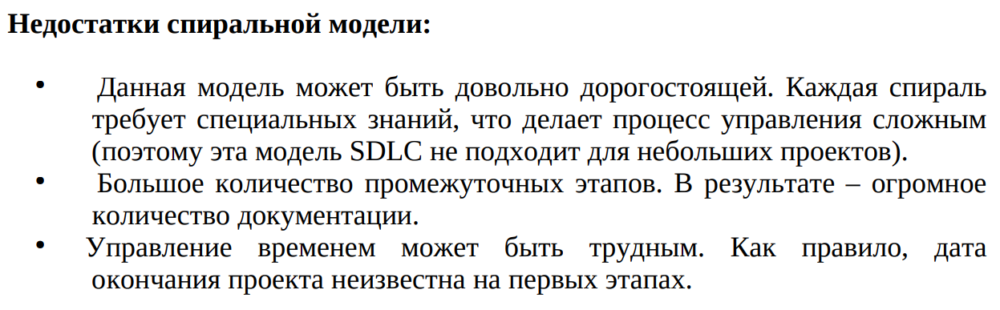 Недостатки спиральной модели:
• Данная модель может быть довольно дорогостоящей. Каждая спираль
требует специальных знаний, что делает процесс управления сложным
(поэтому эта модель SDLC не подходит для небольших проектов).
• Большое количество промежуточных этапов. В результате – огромное
количество документации.
• Управление временем может быть трудным. Как правило, дата
окончания проекта неизвестна на первых этапах.